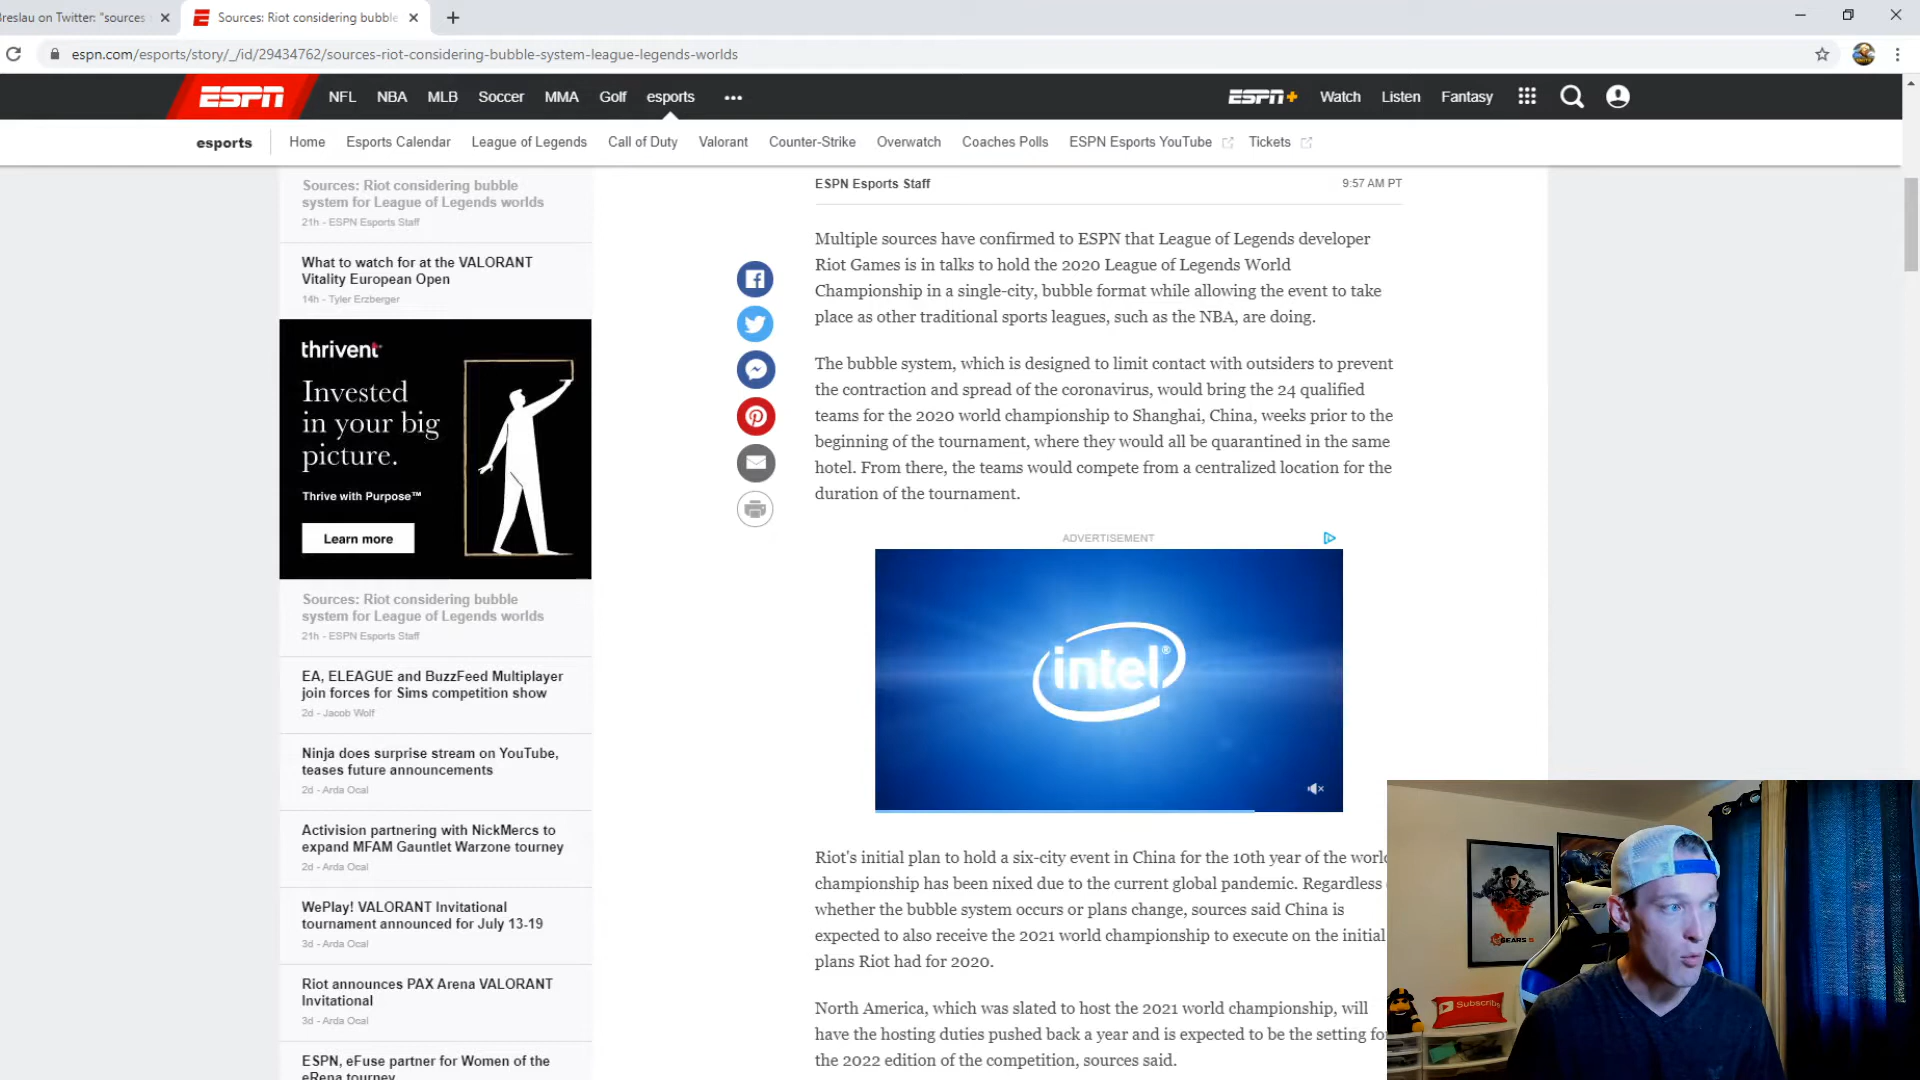 Breslau on Twitter: "sources
Sources: Riot considering bubble
espn.com/esports/story/_/id/29434762/sources-riot-considering-bubble-system-league-legends-worlds
ESPN NFL NBA MLB Soccer MMA Golf esports ••• ESPN+ Watch Listen Fantasy
esports Home Esports Calendar League of Legends Call of Duty Valorant Counter-Strike Overwatch Coaches Polls ESPN Esports YouTube Tickets
Sources: Riot considering bubble
system for League of Legends worlds
21h - ESPN Esports Staff
What to watch for at the VALORANT
Vitality European Open
14h - Tyler Erzberger
thrivent
Invested
in your big
picture.
Thrive with Purpose™
Learn more
Sources: Riot considering bubble
system for League of Legends worlds
21h - ESPN Esports Staff
EA, ELEAGUE and BuzzFeed Multiplayer
join forces for Sims competition show
2d - Jacob Wolf
Ninja does surprise stream on YouTube,
teases future announcements
2d - Arda Ocal
Activision partnering with NickMercs to
expand MFAM Gauntlet Warzone tourney
2d - Arda Ocal
WePlay! VALORANT Invitational
tournament announced for July 13-19
3d - Arda Ocal
Riot announces PAX Arena VALORANT
Invitational
3d - Arda Ocal
ESPN, eFuse partner for Women of the
eRena tourney
ESPN Esports Staff 9:57 AM PT
Multiple sources have confirmed to ESPN that League of Legends developer
Riot Games is in talks to hold the 2020 League of Legends World
Championship in a single-city, bubble format while allowing the event to take
place as other traditional sports leagues, such as the NBA, are doing.
The bubble system, which is designed to limit contact with outsiders to prevent
the contraction and spread of the coronavirus, would bring the 24 qualified
teams for the 2020 world championship to Shanghai, China, weeks prior to the
beginning of the tournament, where they would all be quarantined in the same
hotel. From there, the teams would compete from a centralized location for the
duration of the tournament.
ADVERTISEMENT
intel®
Riot's initial plan to hold a six-city event in China for the 10th year of the world
championship has been nixed due to the current global pandemic. Regardless
whether the bubble system occurs or plans change, sources said China is
expected to also receive the 2021 world championship to execute on the initial
plans Riot had for 2020.
North America, which was slated to host the 2021 world championship, will
have the hosting duties pushed back a year and is expected to be the setting for
the 2022 edition of the competition, sources said.
GEARS 5
Subscribe